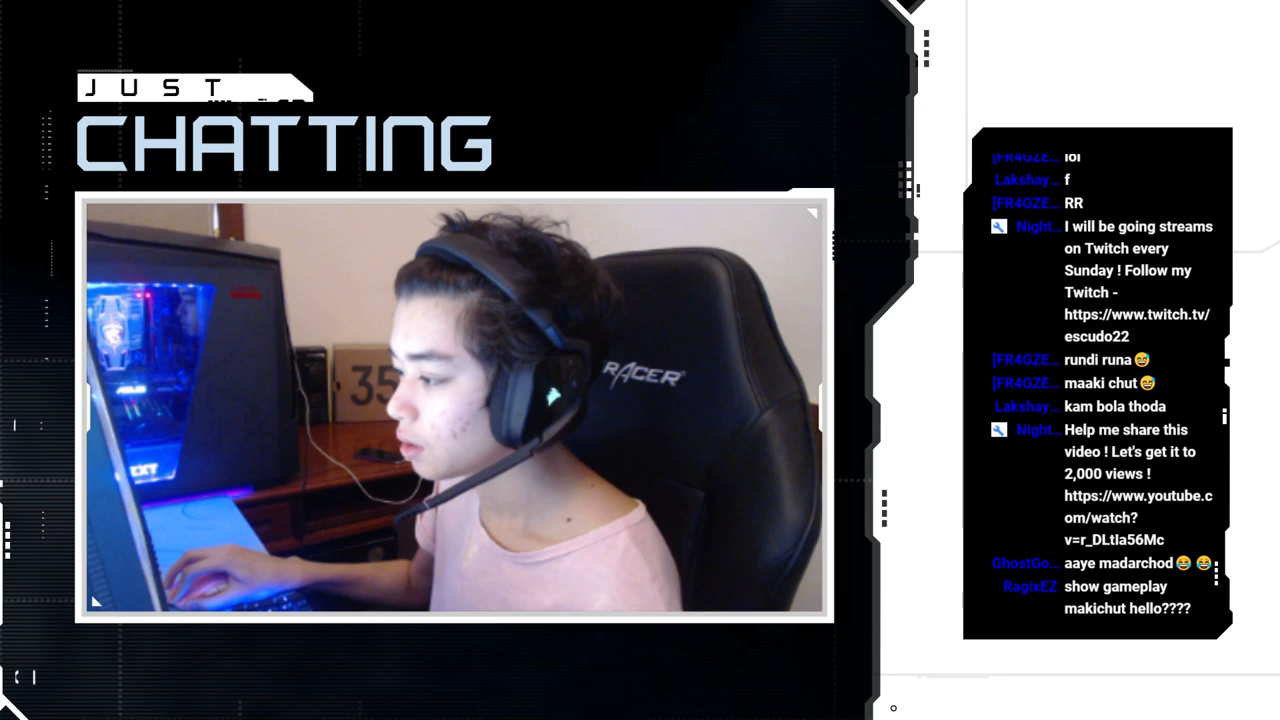 JUST
CHATTING
ASUS
EXT
35
RACER
[FR4GZE... lol
Lakshay... f
[FR4GZE... RR
Night... I will be going streams
on Twitch every
Sunday ! Follow my
Twitch -
https://www.twitch.tv/
escudo22
[FR4GZE... rundi runa😅
[FR4GZE... maaki chut😅
Lakshay... kam bola thoda
Night... Help me share this
video ! Let's get it to
2,000 views !
https://www.youtube.c
om/watch?
v=r_DLtIa56Mc
GhostGo... aaye madarchod😂😂
RagixEZ show gameplay
makichut hello????